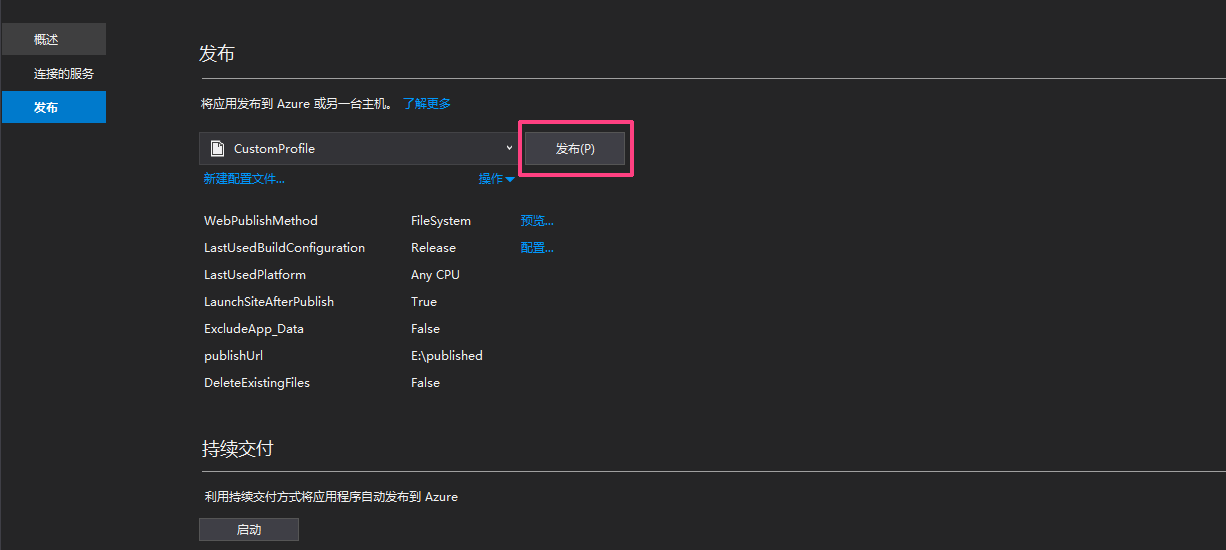 概述
连接的服务
发布
发布
将应用发布到 Azure 或另一台主机。 了解更多
CustomProfile
发布(P)
新建配置文件...
操作
WebPublishMethod FileSystem 预览...
LastUsedBuildConfiguration Release 配置...
LastUsedPlatform Any CPU
LaunchSiteAfterPublish True
ExcludeApp_Data False
publishUrl E:\published
DeleteExistingFiles False
持续交付
利用持续交付方式将应用程序自动发布到 Azure
启动